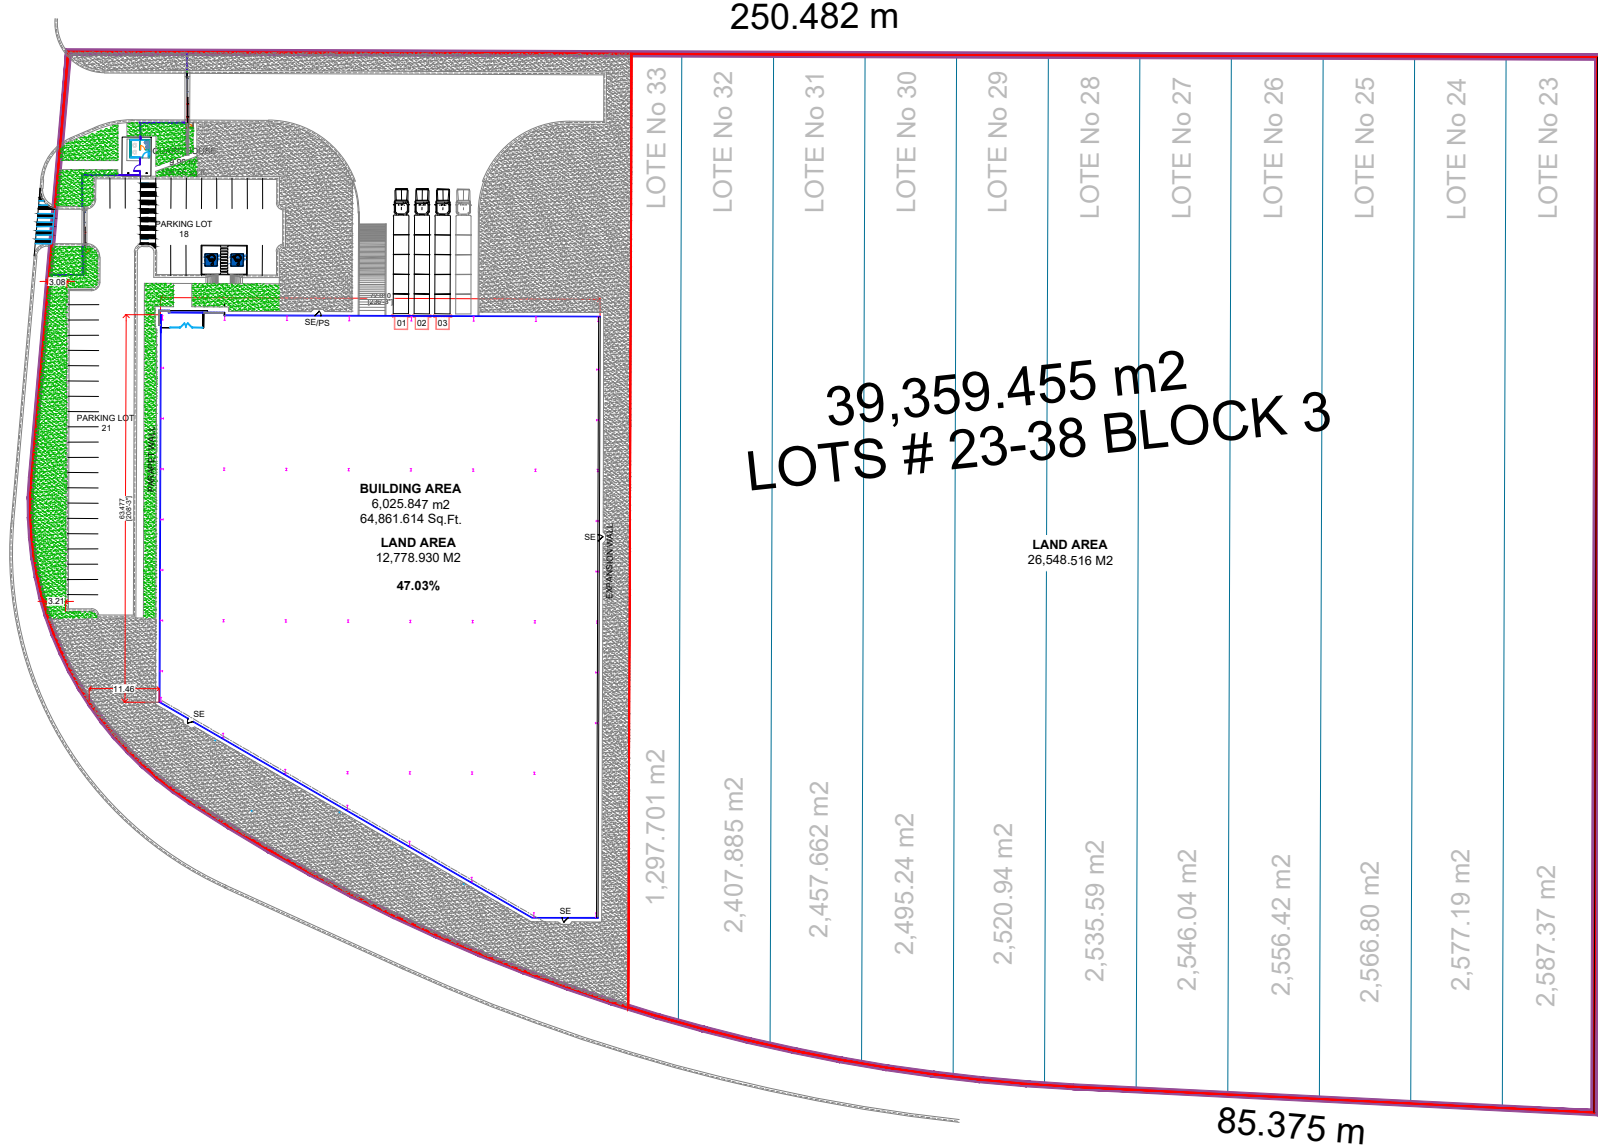 250.482 m
LOTE No 33
LOTE No 32
LOTE No 31
LOTE No 30
LOTE No 29
LOTE No 28
LOTE No 27
LOTE No 26
LOTE No 25
LOTE No 24
LOTE No 23
PARKING LOT
18
3.08
SE/PS
01
02
03
39,359.455 m2
LOTS # 23-38 BLOCK 3
PARKING LOT
21
PARAPET WALL
63.477
[208'-3"]
BUILDING AREA
6,025.847 m2
64,861.614 Sq.Ft.
LAND AREA
12,778.930 M2
47.03%
SE
EXPANSION WALL
LAND AREA
26,548.516 M2
3.21
11.46
SE
SE
1,297.701 m2
2,407.885 m2
2,457.662 m2
2,495.24 m2
2,520.94 m2
2,535.59 m2
2,546.04 m2
2,556.42 m2
2,566.80 m2
2,577.19 m2
2,587.37 m2
85.375 m